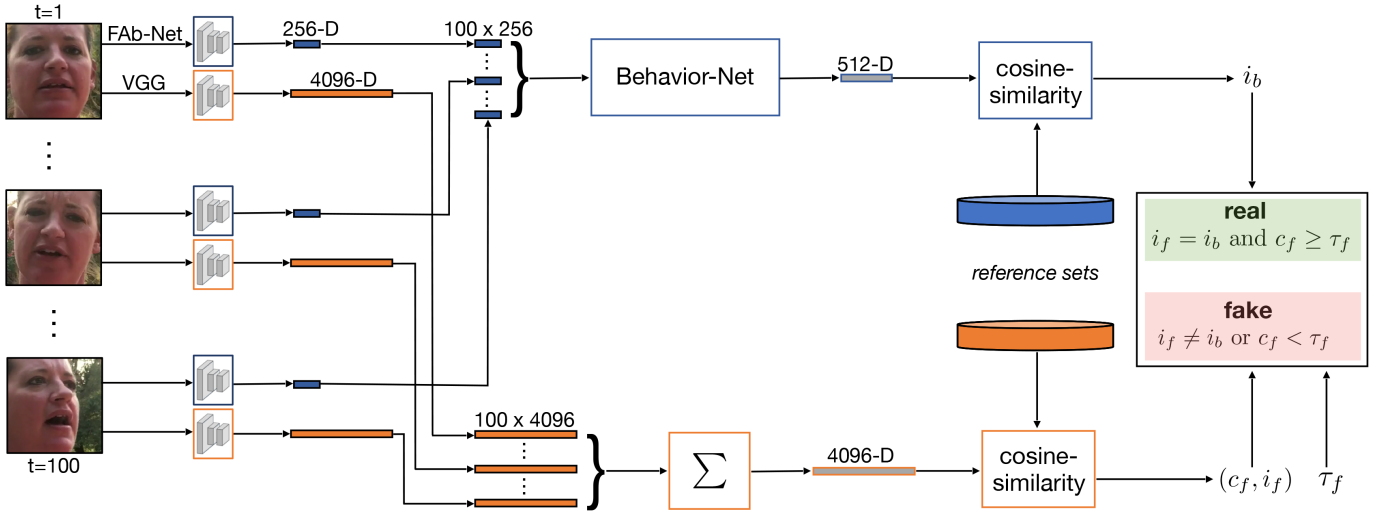 t=1
FAb-Net
256-D
100 x 256
VGG
4096-D
Behavior-Net
512-D
cosine-
similarity
i_b
real
i_f = i_b and c_f ≥ τ_f
reference sets
fake
i_f ≠ i_b or c_f < τ_f
t=100
100 x 4096
∑
4096-D
cosine-
similarity
(c_f, i_f)
τ_f